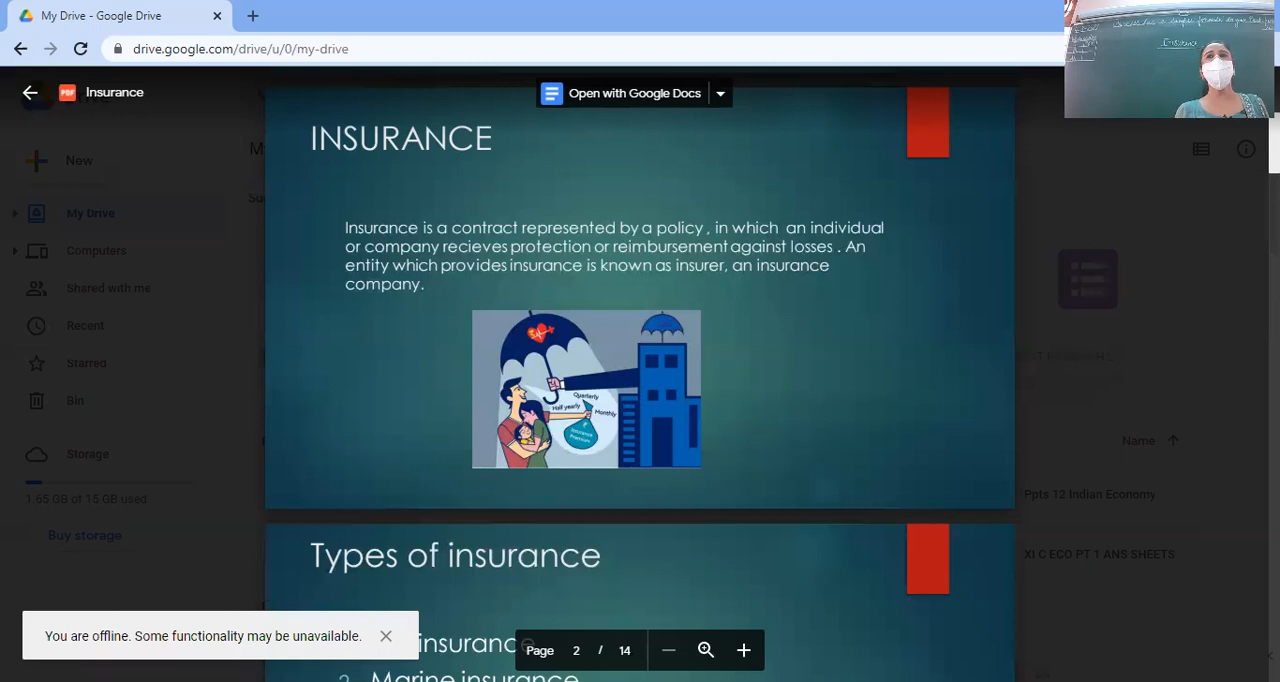 My Drive - Google Drive
drive.google.com/drive/u/0/my-drive
Insurance
PDF
Insurance
Open with Google Docs
New
My Drive
Computers
Shared with me
Recent
Starred
Bin
Storage
1.65 GB of 15 GB used
Buy storage
INSURANCE
Insurance is a contract represented by a policy , in which an individual
or company recieves protection or reimbursement against losses . An
entity which provides insurance is known as insurer, an insurance
company.
Quarterly
Half yearly
Monthly
Insurance
Premium
Name
Ppts 12 Indian Economy
XI C ECO PT 1 ANS SHEETS
Types of insurance
insurance
2. Marine insurance
You are offline. Some functionality may be unavailable.
Page 2 / 14